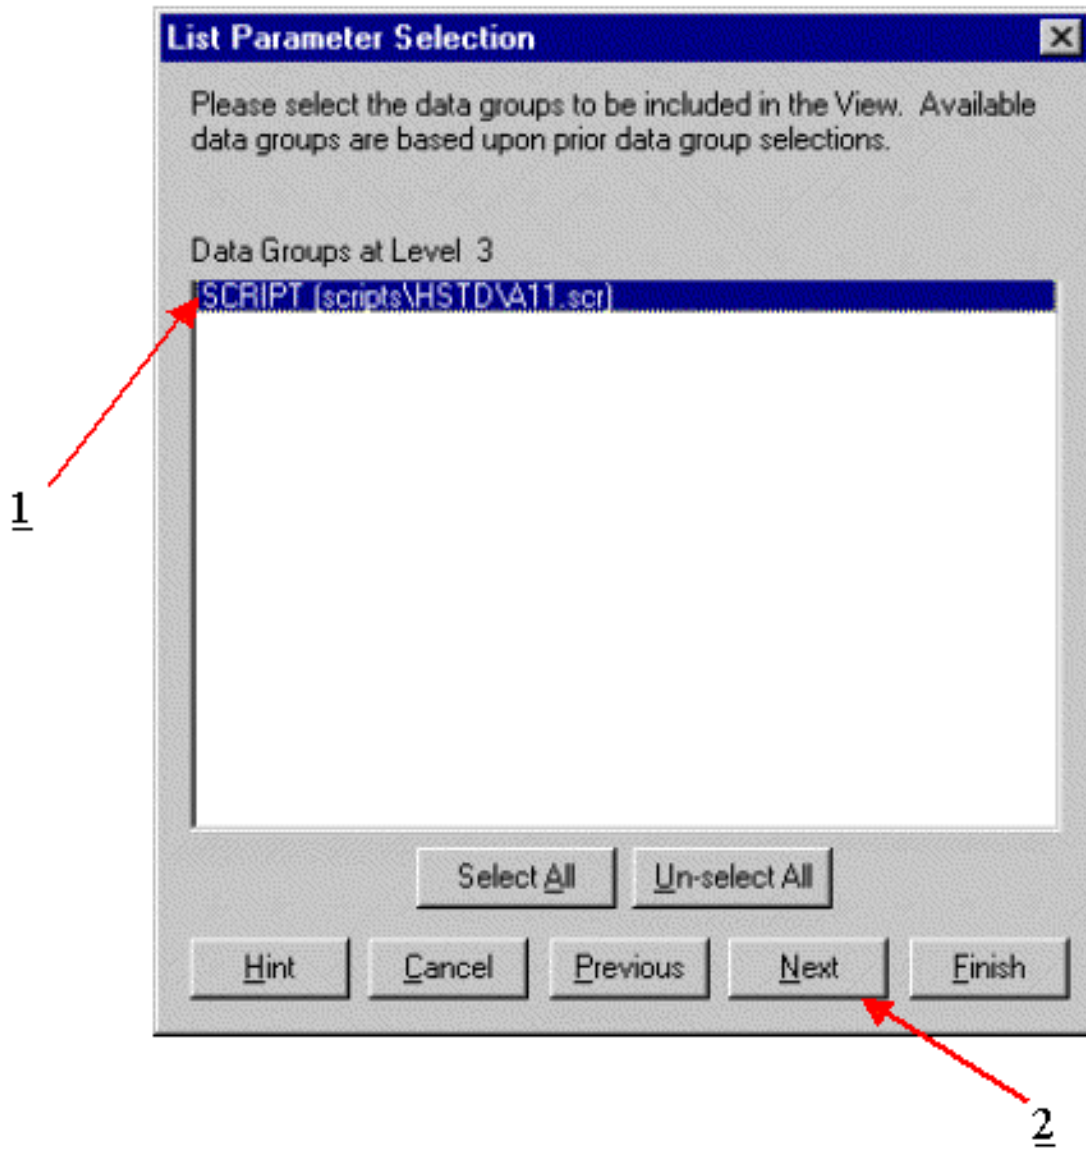 List Parameter Selection
Please select the data groups to be included in the View. Available
data groups are based upon prior data group selections.
Data Groups at Level 3
SCRIPT (scripts\HSTD\A11.scr)
1
Select All Un-select All
Hint Cancel Previous Next Finish
2